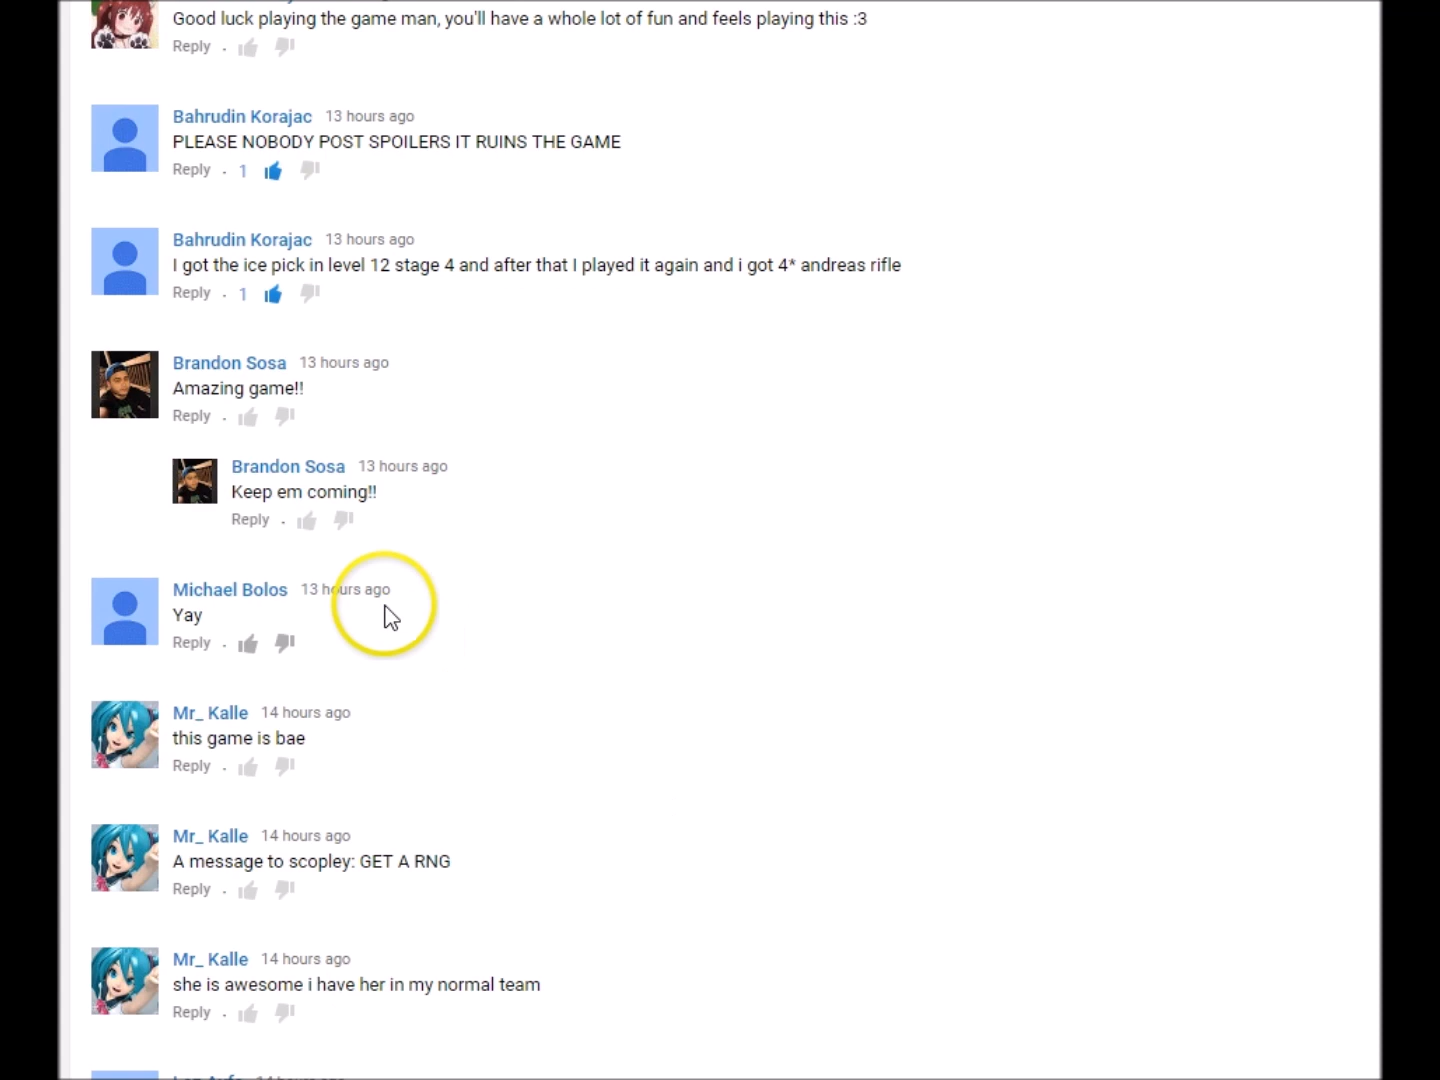 Good luck playing the game man, you'll have a whole lot of fun and feels playing this :3
Reply .
Bahrudin Korajac 13 hours ago
PLEASE NOBODY POST SPOILERS IT RUINS THE GAME
Reply . 1
Bahrudin Korajac 13 hours ago
I got the ice pick in level 12 stage 4 and after that I played it again and i got 4* andreas rifle
Reply . 1
Brandon Sosa 13 hours ago
Amazing game!!
Reply .
Brandon Sosa 13 hours ago
Keep em coming!!
Reply .
Michael Bolos 13 hours ago
Yay
Reply .
Mr_ Kalle 14 hours ago
this game is bae
Reply .
Mr_ Kalle 14 hours ago
A message to scopley: GET A RNG
Reply .
Mr_ Kalle 14 hours ago
she is awesome i have her in my normal team
Reply .